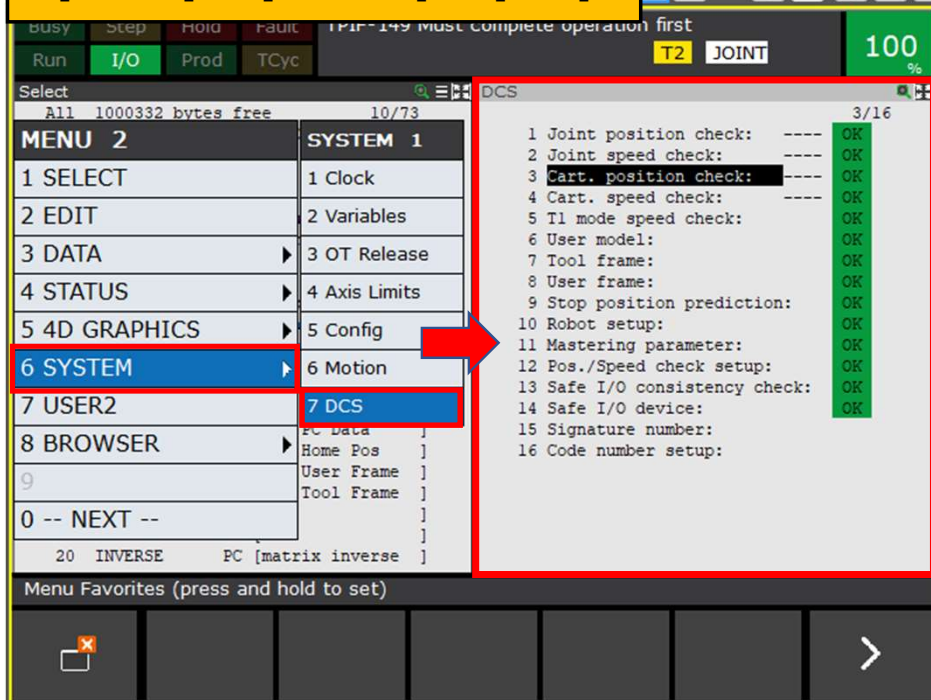 Busy Step Hold Fault TPIF-149 Must complete operation first
Run I/O Prod TCyc T2 JOINT 100 %
Select
All 1000332 bytes free 10/73
MENU 2
1 SELECT
2 EDIT
3 DATA
4 STATUS
5 4D GRAPHICS
6 SYSTEM
7 USER2
8 BROWSER
9
0 -- NEXT --
SYSTEM 1
1 Clock
2 Variables
3 OT Release
4 Axis Limits
5 Config
6 Motion
7 DCS
PC Data ]
Home Pos ]
User Frame ]
Tool Frame ]
]
]
20 INVERSE PC [matrix inverse ]
DCS
3/16
1 Joint position check: ---- OK
2 Joint speed check: ---- OK
3 Cart. position check: ---- OK
4 Cart. speed check: ---- OK
5 T1 mode speed check: OK
6 User model: OK
7 Tool frame: OK
8 User frame: OK
9 Stop position prediction: OK
10 Robot setup: OK
11 Mastering parameter: OK
12 Pos./Speed check setup: OK
13 Safe I/O consistency check: OK
14 Safe I/O device: OK
15 Signature number:
16 Code number setup:
Menu Favorites (press and hold to set)